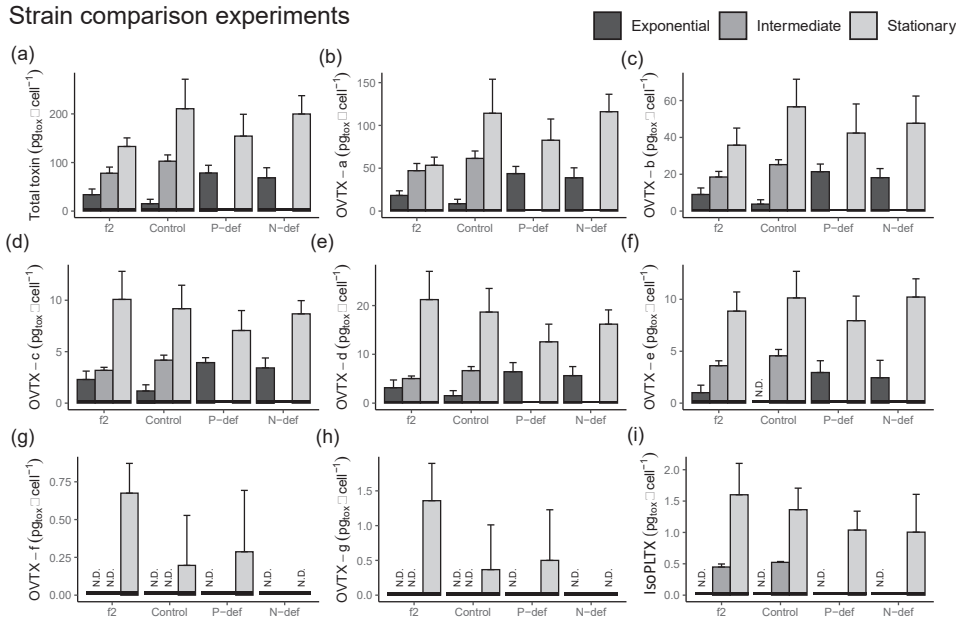 Strain comparison experiments
Exponential Intermediate Stationary
(a) (b) (c)
Total toxin (pgtox□cell−1)
200
100
0
f2 Control P−def N−def
OVTX − a (pgtox□cell−1)
150
100
50
0
f2 Control P−def N−def
OVTX − b (pgtox□cell−1)
60
40
20
0
f2 Control P−def N−def
(d) (e) (f)
OVTX − c (pgtox□cell−1)
10
5
0
f2 Control P−def N−def
OVTX − d (pgtox□cell−1)
20
10
0
f2 Control P−def N−def
OVTX − e (pgtox□cell−1)
10
5
0
N.D.
f2 Control P−def N−def
(g) (h) (i)
OVTX − f (pgtox□cell−1)
0.75
0.50
0.25
0.00
N.D. N.D. N.D. N.D. N.D. N.D. N.D.
f2 Control P−def N−def
OVTX − g (pgtox□cell−1)
1.5
1.0
0.5
0.0
N.D. N.D. N.D. N.D. N.D. N.D. N.D.
f2 Control P−def N−def
IsoPLTX (pgtox□cell−1)
2.0
1.5
1.0
0.5
0.0
N.D. N.D. N.D. N.D.
f2 Control P−def N−def